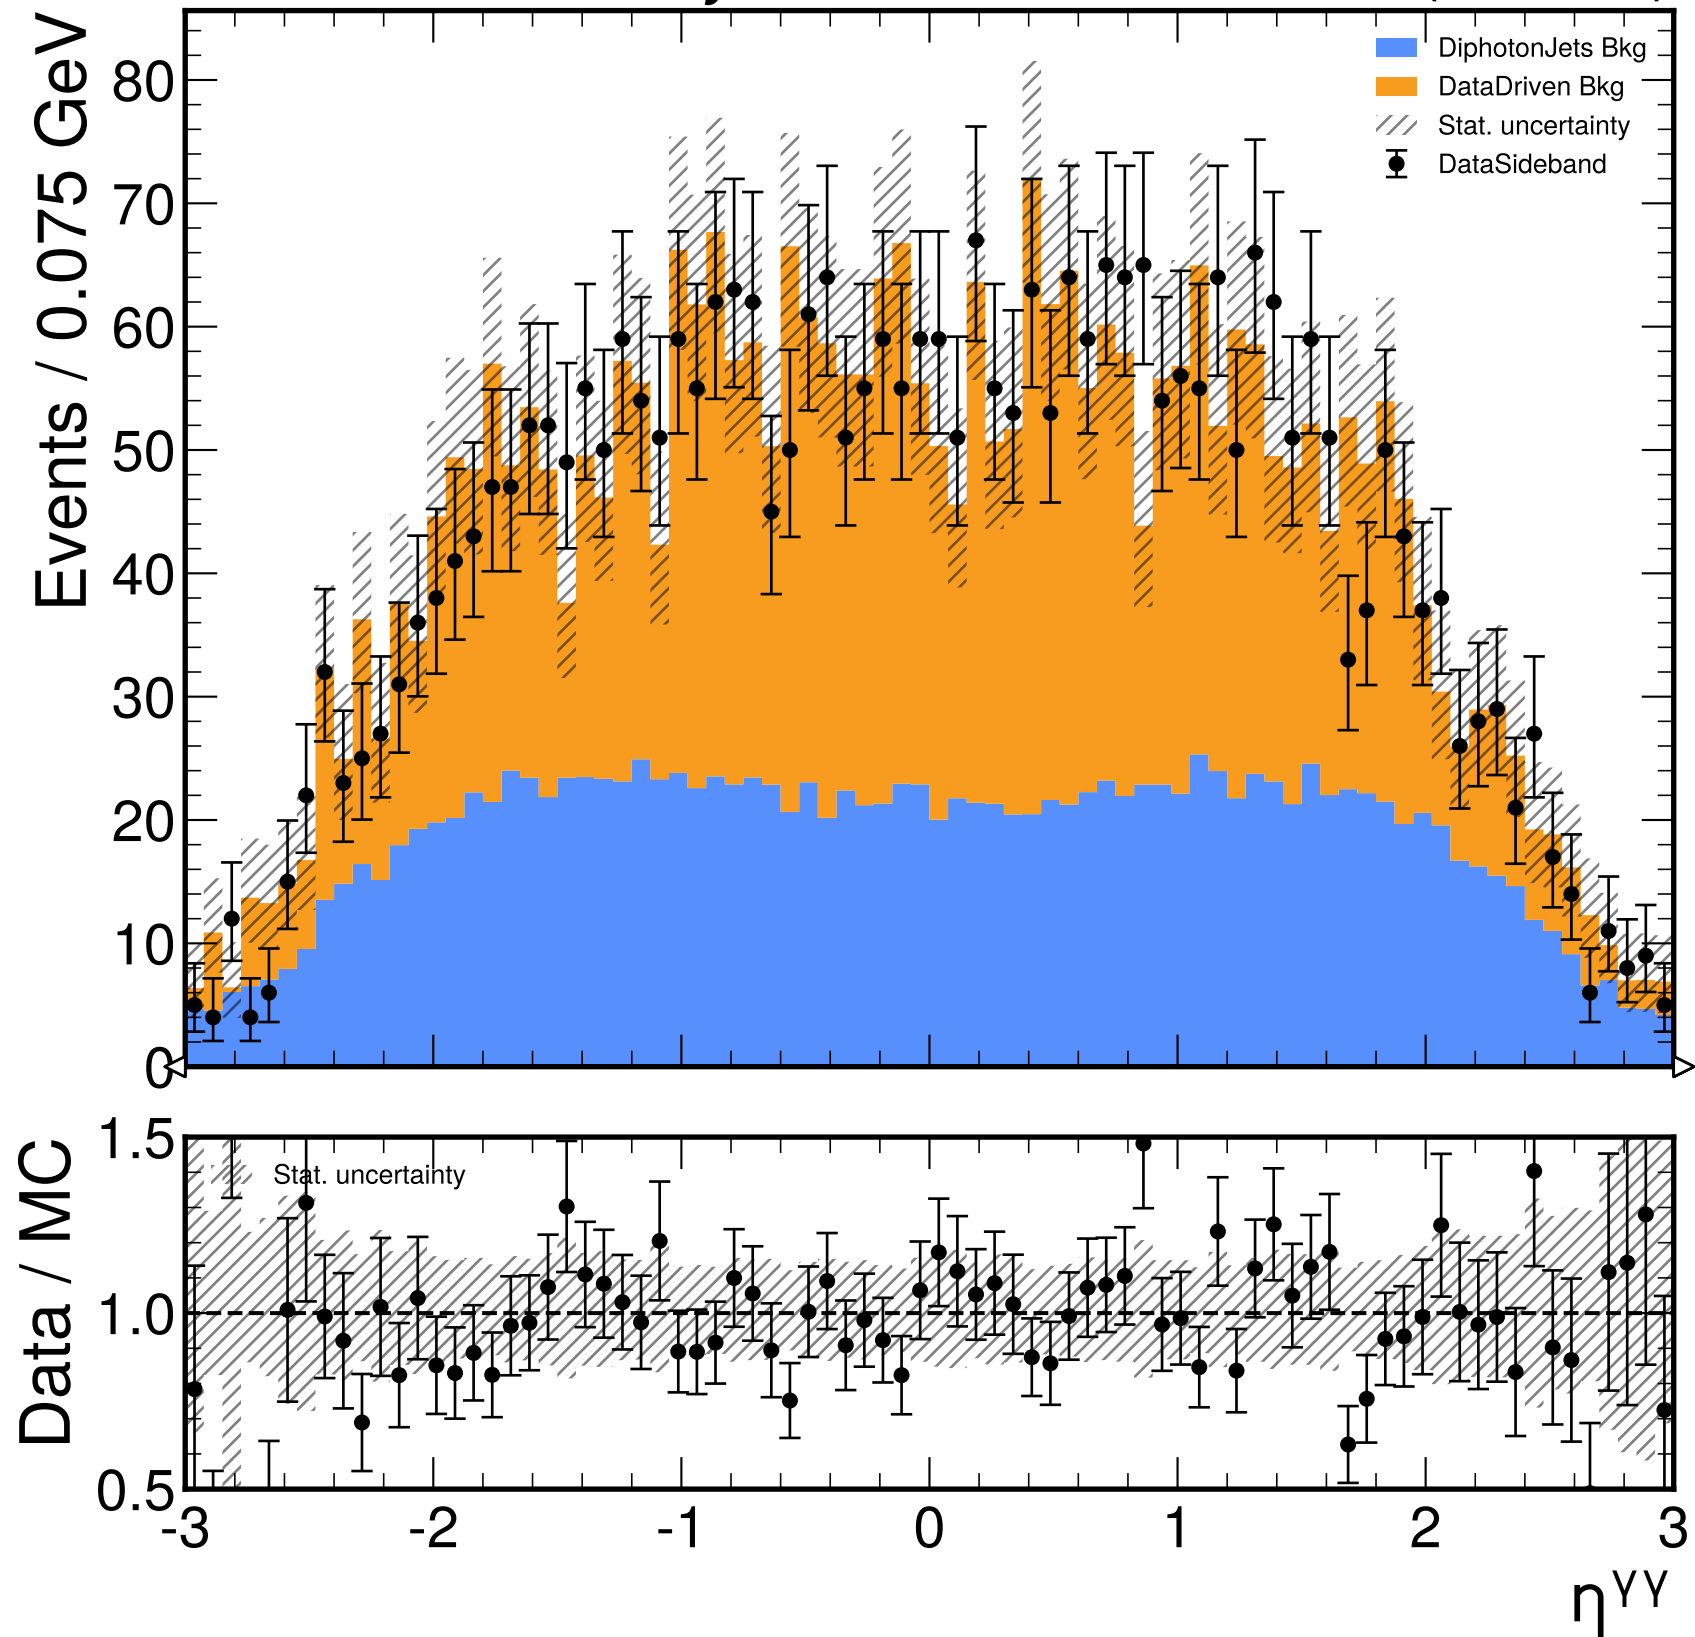 Events / 0.075 GeV
80
70
60
50
40
30
20
10
0
DiphotonJets Bkg
DataDriven Bkg
Stat. uncertainty
DataSideband
Data / MC
1.5
1.0
0.5
Stat. uncertainty
-3 -2 -1 0 1 2 3
η^γγ